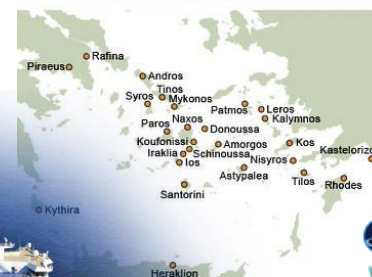 Rafina
Piraeus
Andros
Tinos
Syros
Mykonos
Patmos
Leros
Kalymnos
Naxos
Paros
Donoussa
Koufonissi
Amorgos
Kos
Kastelorizo
Iraklia
Schinoussa
Nisyros
Ios
Astypalea
Tilos
Rhodes
Santorini
Kythira
Heraklion